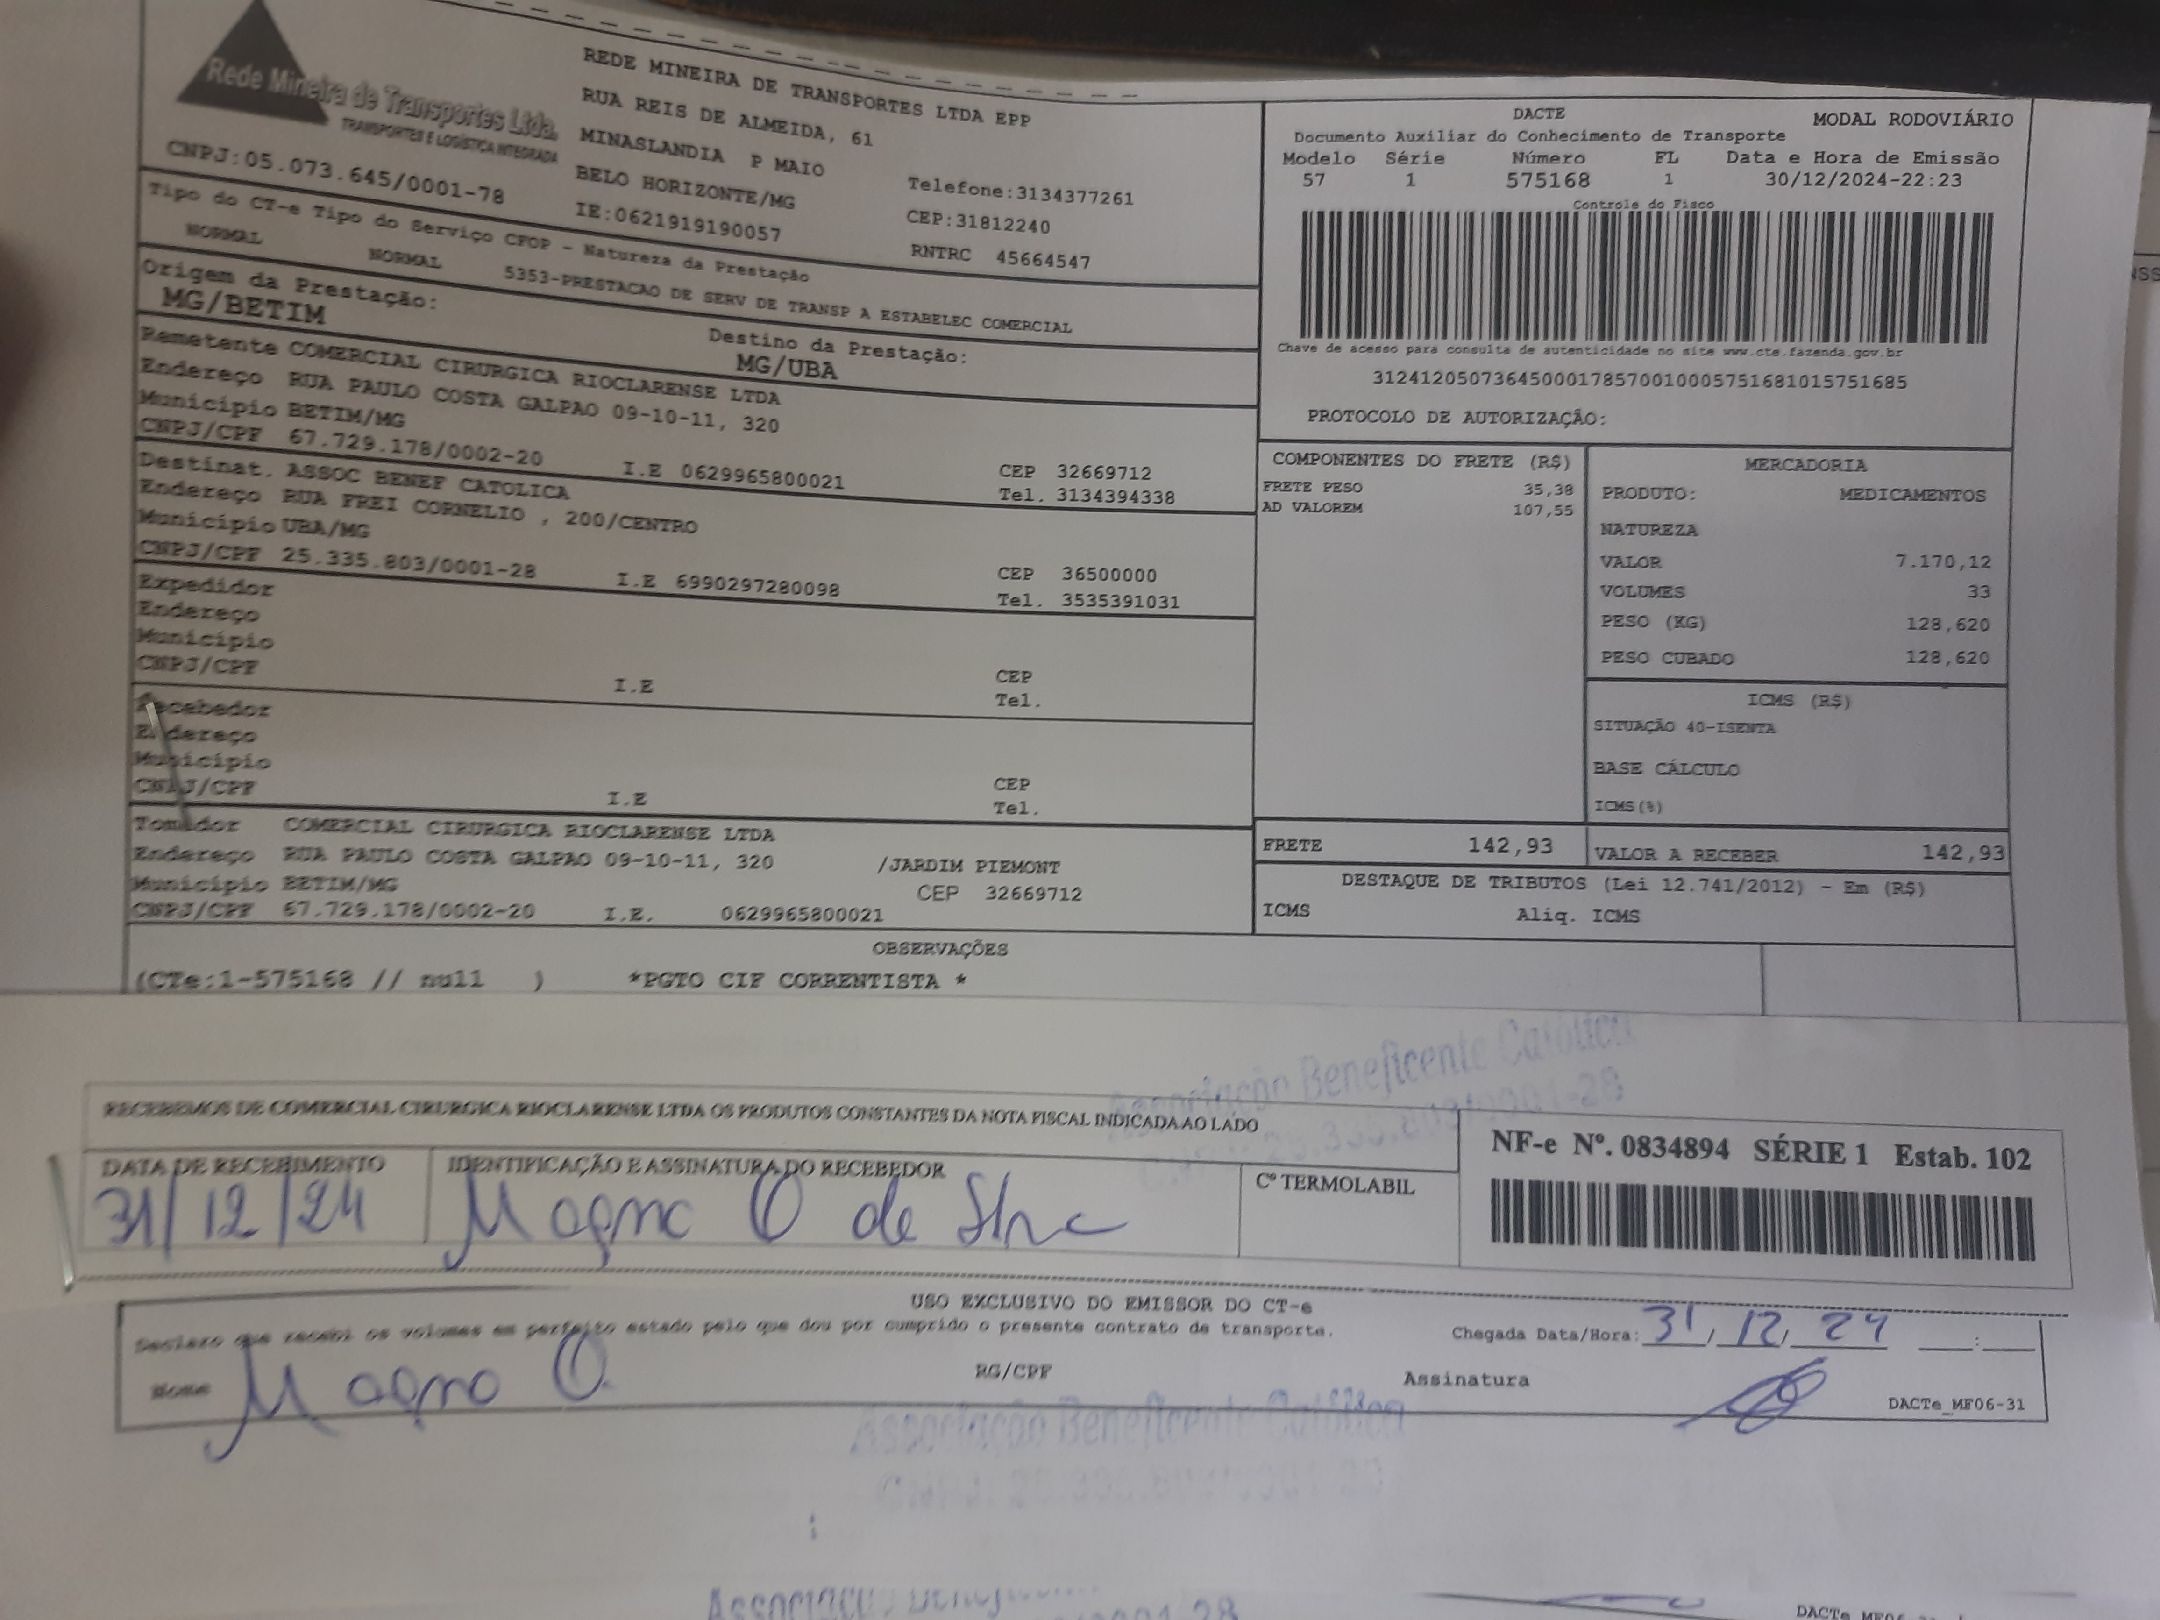 Rede Mineira de Transportes Ltda.
TRANSPORTES E LOGÍSTICA INTEGRADA
CNPJ:05.073.645/0001-78
REDE MINEIRA DE TRANSPORTES LTDA EPP
RUA REIS DE ALMEIDA, 61
MINASLANDIA P MAIO
BELO HORIZONTE/MG
IE:0621919190057
Telefone:3134377261
CEP:31812240
RNTRC 45664547
Tipo do CT-e Tipo do Serviço CFOP - Natureza da Prestação
NORMAL NORMAL 5353-PRESTACAO DE SERV DE TRANSP A ESTABELEC COMERCIAL
Origem da Prestação: Destino da Prestação:
MG/BETIM MG/UBA
Remetente COMERCIAL CIRURGICA RIOCLARENSE LTDA
Endereço RUA PAULO COSTA GALPAO 09-10-11, 320
Município BETIM/MG CEP 32669712
CNPJ/CPF 67.729.178/0002-20 I.E 0629965800021 Tel. 3134394338
Destinat. ASSOC BENEF CATOLICA
Endereço RUA FREI CORNELIO , 200/CENTRO
Município UBA/MG CEP 36500000
CNPJ/CPF 25.335.803/0001-28 I.E 6990297280098 Tel. 3535391031
Expedidor
Endereço
Município CEP
CNPJ/CPF I.E Tel.
Recebedor
Endereço
Município CEP
CNPJ/CPF I.E Tel.
Tomador COMERCIAL CIRURGICA RIOCLARENSE LTDA
Endereço RUA PAULO COSTA GALPAO 09-10-11, 320 /JARDIM PIEMONT
Município BETIM/MG CEP 32669712
CNPJ/CPF 67.729.178/0002-20 I.E. 0629965800021
DACTE MODAL RODOVIÁRIO
Documento Auxiliar do Conhecimento de Transporte
Modelo Série Número FL Data e Hora de Emissão
57 1 575168 1 30/12/2024-22:23
Controle do Fisco
Chave de acesso para consulta de autenticidade no site www.cte.fazenda.gov.br
31241205073645000178570010005751681015751685
PROTOCOLO DE AUTORIZAÇÂO:
COMPONENTES DO FRETE (R$)
FRETE PESO 35,38
AD VALOREM 107,55
MERCADORIA
PRODUTO: MEDICAMENTOS
NATUREZA
VALOR 7.170,12
VOLUMES 33
PESO (KG) 128,620
PESO CUBADO 128,620
ICMS (R$)
SITUAÇÃO 40-ISENTA
BASE CÁLCULO
ICMS(%)
FRETE 142,93 VALOR A RECEBER 142,93
DESTAQUE DE TRIBUTOS (Lei 12.741/2012) - Em (R$)
ICMS Aliq. ICMS
OBSERVAÇÕES
(CTe:1-575168 // null ) *PGTO CIF CORRENTISTA *
Associação Beneficente Católica
RECEBEMOS DE COMERCIAL CIRURGICA RIOCLARENSE LTDA OS PRODUTOS CONSTANTES DA NOTA FISCAL INDICADA AO LADO
DATA DE RECEBIMENTO IDENTIFICAÇÃO E ASSINATURA DO RECEBEDOR Cº TERMOLABIL
31/12/24 Magno O de
NF-e Nº. 0834894 SÉRIE 1 Estab. 102
USO EXCLUSIVO DO EMISSOR DO CT-e
Declaro que recebi os volumes em perfeito estado pelo que dou por cumprido o presente contrato de transporte. Chegada Data/Hora: 31/12/24 __:__
Nome Magno O. RG/CPF Assinatura
DACTe_MF06-31
Associação Beneficente Católica
Associação
DACTe